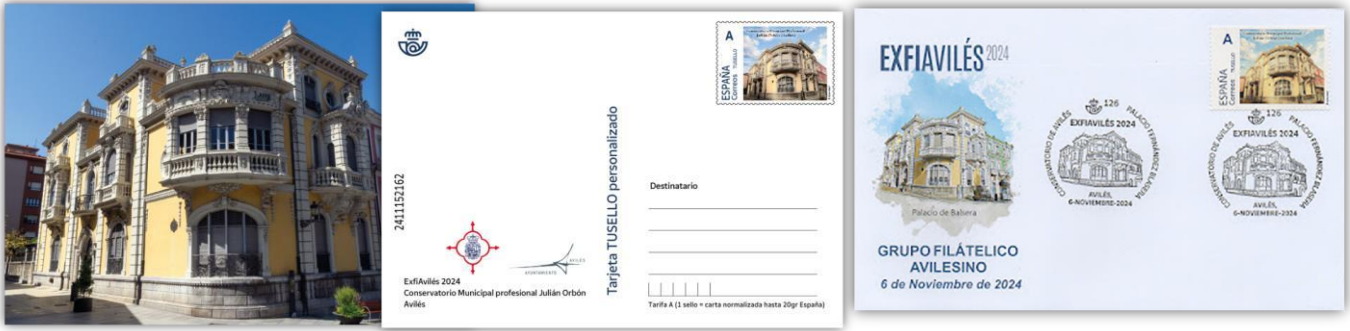 A
ESPAÑA
Correos
TUSELLO
2411152162
Tarjeta TUSELLO personalizado
Destinatario
AYUNTAMIENTO AVILÉS
ExfiAvilés 2024
Conservatorio Municipal profesional Julián Orbón
Avilés
Tarifa A (1 sello = carta normalizada hasta 20gr España)
EXFIAVILÉS 2024
Palacio de Balsera
GRUPO FILÁTELICO
AVILESINO
6 de Noviembre de 2024
126
CONSERVATORIO DE AVILÉS PALACIO FERNÁNDEZ BLASERA
EXFIAVILÉS 2024
AVILÉS,
6-NOVIEMBRE-2024
A
ESPAÑA
Correos
TUSELLO
126
CONSERVATORIO DE AVILÉS PALACIO FERNÁNDEZ BLASERA
EXFIAVILÉS 2024
AVILÉS,
6-NOVIEMBRE-2024